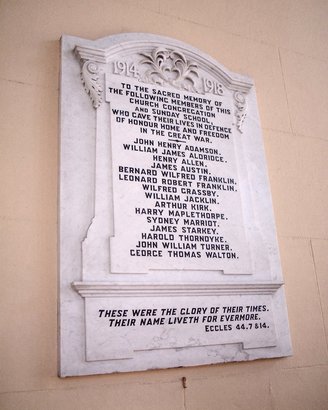 1914 1918
TO THE SACRED MEMORY OF
THE FOLLOWING MEMBERS OF THIS
CHURCH CONGREGATION
AND SUNDAY SCHOOL,
WHO GAVE THEIR LIVES IN DEFENCE
OF HONOUR HOME AND FREEDOM
IN THE GREAT WAR.
JOHN HENRY ADAMSON.
WILLIAM JAMES ALDRIDGE.
HENRY ALLEN.
JAMES AUSTIN.
BERNARD WILFRED FRANKLIN.
LEONARD ROBERT FRANKLIN.
WILFRED GRASSBY.
WILLIAM JACKLIN.
ARTHUR KIRK.
HARRY MAPLETHORPE.
SYDNEY MARRIOT.
JAMES STARKEY.
HAROLD THORNDYKE.
JOHN WILLIAM TURNER.
GEORGE THOMAS WALTON.
THESE WERE THE GLORY OF THEIR TIMES.
THEIR NAME LIVETH FOR EVERMORE.
ECCLES 44.7 & 14.